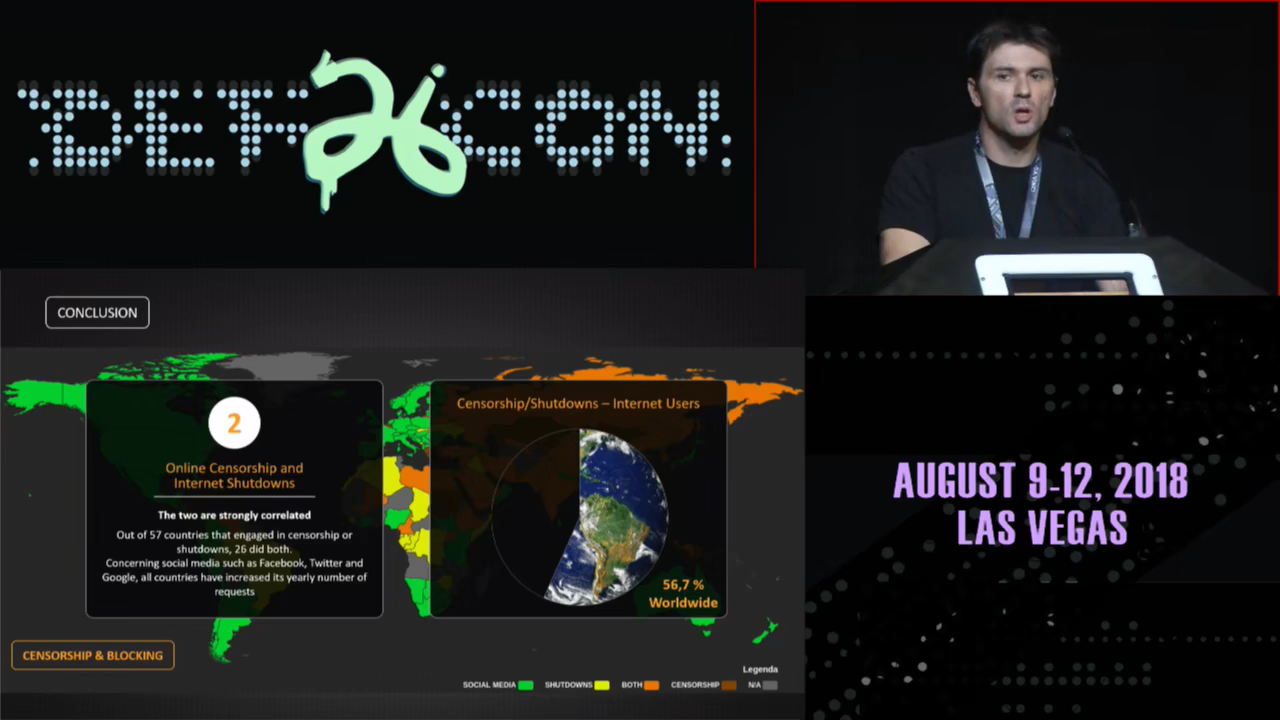 DEF CON
26
CONCLUSION
2
Online Censorship and
Internet Shutdowns
The two are strongly correlated
Out of 57 countries that engaged in censorship or
shutdowns, 26 did both.
Concerning social media such as Facebook, Twitter and
Google, all countries have increased its yearly number of
requests
Censorship/Shutdowns – Internet Users
56,7 %
Worldwide
CENSORSHIP & BLOCKING
Legenda
SOCIAL MEDIA SHUTDOWNS BOTH CENSORSHIP N/A
AUGUST 9-12, 2018
LAS VEGAS